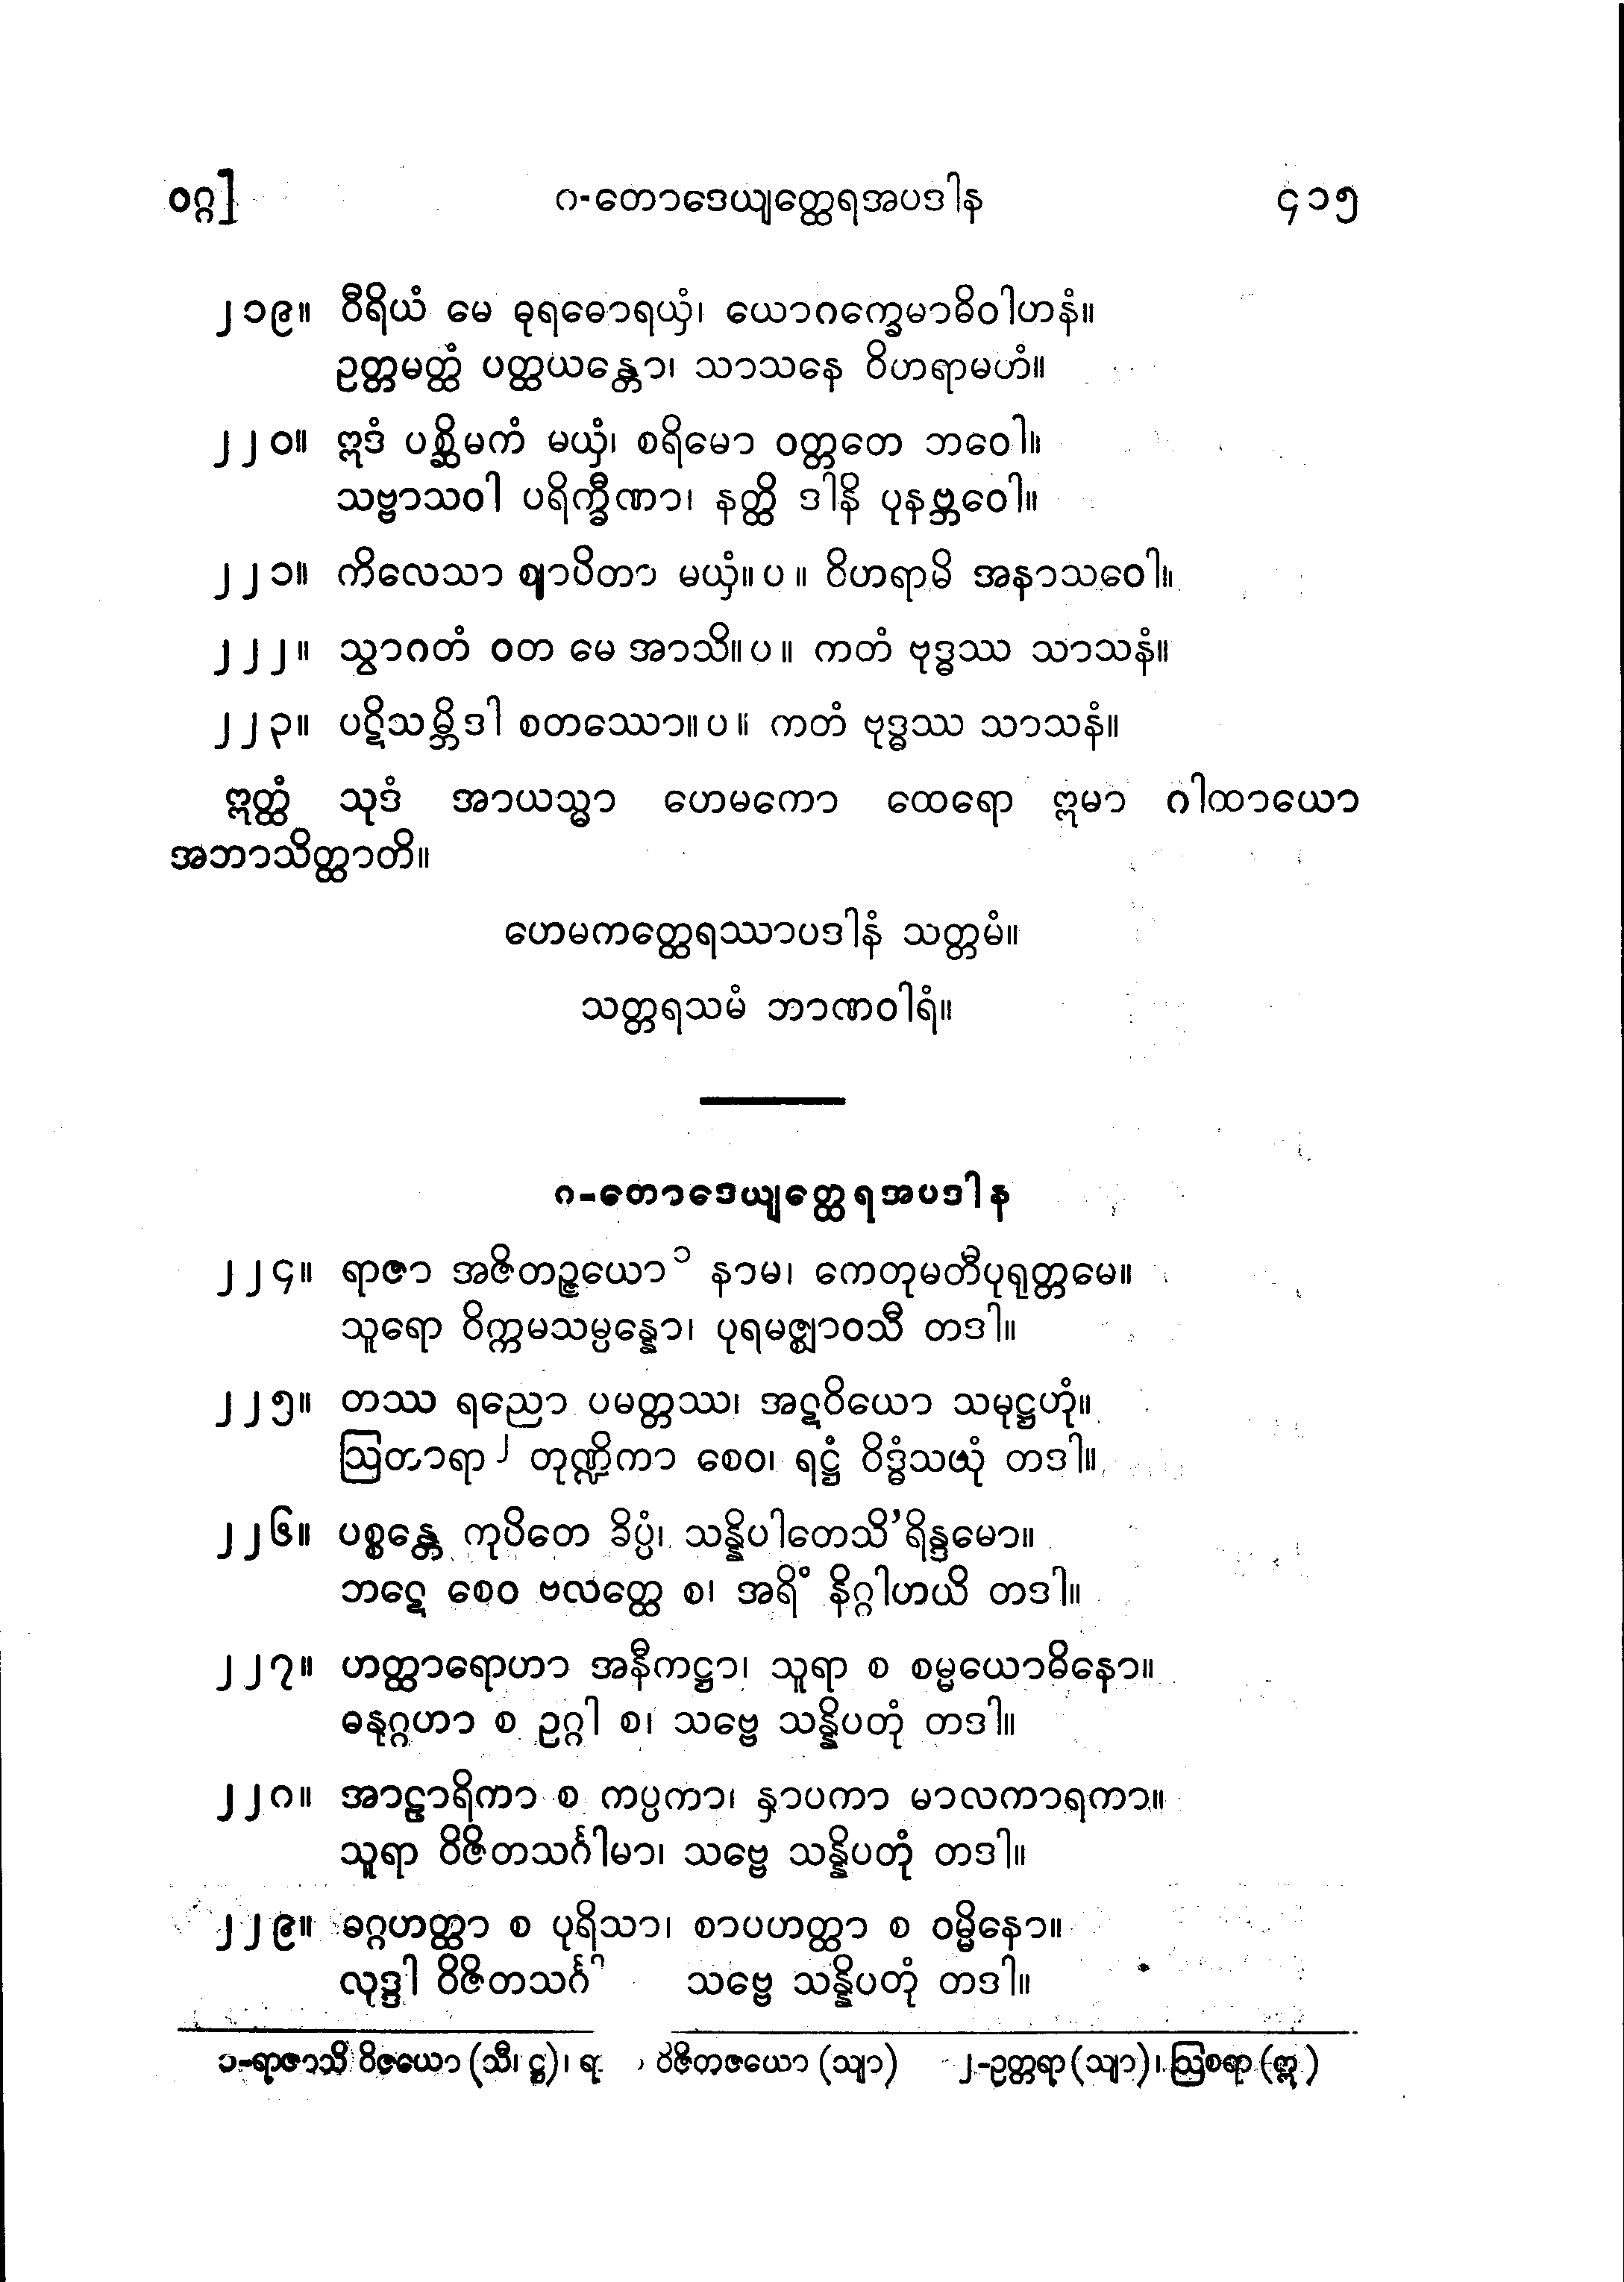 ဝဂ္ဂ]
ဂ-တောဒေယျတ္ထေရအပဒါန
၄၁၅
၂၁၉။ ဝီရိယံ မေ ဓုရဓောရယှံ၊ ယောဂက္ခေမာဓိဝါဟနံ။
ဥတ္တမတ္ထံ ပတ္ထယန္တော၊ သာသနေ ဝိဟရာမဟံ။
၂၂၀။ ဣဒံ ပစ္ဆိမကံ မယှံ၊ စရိမော ဝတ္တတေ ဘဝေါ။
သဗ္ဗာသဝါ ပရိက္ခီဏာ၊ နတ္ထိ ဒါနိ ပုနဗ္ဘဝေါ။
၂၂၁။ ကိလေသာ ဈာပိတာ မယှံ။ပ။ ဝိဟရာမိ အနာသဝေါ။
၂၂၂။ သွာဂတံ ဝတ မေ အာသိ။ပ။ ကတံ ဗုဒ္ဓဿ သာသနံ။
၂၂၃။ ပဋိသမ္ဘိဒါ စတဿော။ပ။ ကတံ ဗုဒ္ဓဿ သာသနံ။
ဣတ္ထံ သုဒံ အာယသ္မာ ဟေမကော ထေရော ဣမာ ဂါထာယော
အဘာသိတ္ထာတိ။
ဟေမကတ္ထေရဿာပဒါနံ သတ္တမံ။
သတ္တရသမံ ဘာဏဝါရံ။
ဂ-တောဒေယျတ္ထေရအပဒါန
၂၂၄။ ရာဇာ အဇိတဉ္ဇယော ၁ နာမ၊ ကေတုမတီပုရုတ္တမေ။
သူရော ဝိက္ကမသမ္ပန္နော၊ ပုရမဇ္ဈာဝသီ တဒါ။
၂၂၅။ တဿ ရညော ပမတ္တဿ၊ အဋဝိယော သမုဋ္ဌဟုံ။
ဩတာရာ ၂ တုဏ္ဍိကာ စေဝ၊ ရဋ္ဌံ ဝိဒ္ဓံသယုံ တဒါ။
၂၂၆။ ပစ္စန္တေ ကုပိတေ ခိပ္ပံ၊ သန္နိပါတေသိ'ရိန္ဒမော။
ဘဋေ စေဝ ဗလတ္ထေ စ၊ အရိံ နိဂ္ဂါဟယိ တဒါ။
၂၂၇။ ဟတ္ထာရောဟာ အနီကဋ္ဌာ၊ သူရာ စ စမ္မယောဓိနော။
ဓနုဂ္ဂဟာ စ ဥဂ္ဂါ စ၊ သဗ္ဗေ သန္နိပတုံ တဒါ။
၂၂၈။ အာဠာရိကာ စ ကပ္ပကာ၊ နှာပကာ မာလကာရကာ။
သူရာ ဝိဇိတသင်္ဂါမာ၊ သဗ္ဗေ သန္နိပတုံ တဒါ။
၂၂၉။ ခဂ္ဂဟတ္ထာ စ ပုရိသာ၊ စာပဟတ္ထာ စ ဝမ္မိနော။
လုဒ္ဒါ သဗ္ဗေ သန္နိပတုံ တဒါ။
၁-ရာဇာသိ ဝိဇယော (သီ၊ ဋ္ဌ)၊ ဝိဇိတဇယော (သျာ) ၂-ဥတ္တရာ (သျာ)၊ ဩစရာ (ဣ)